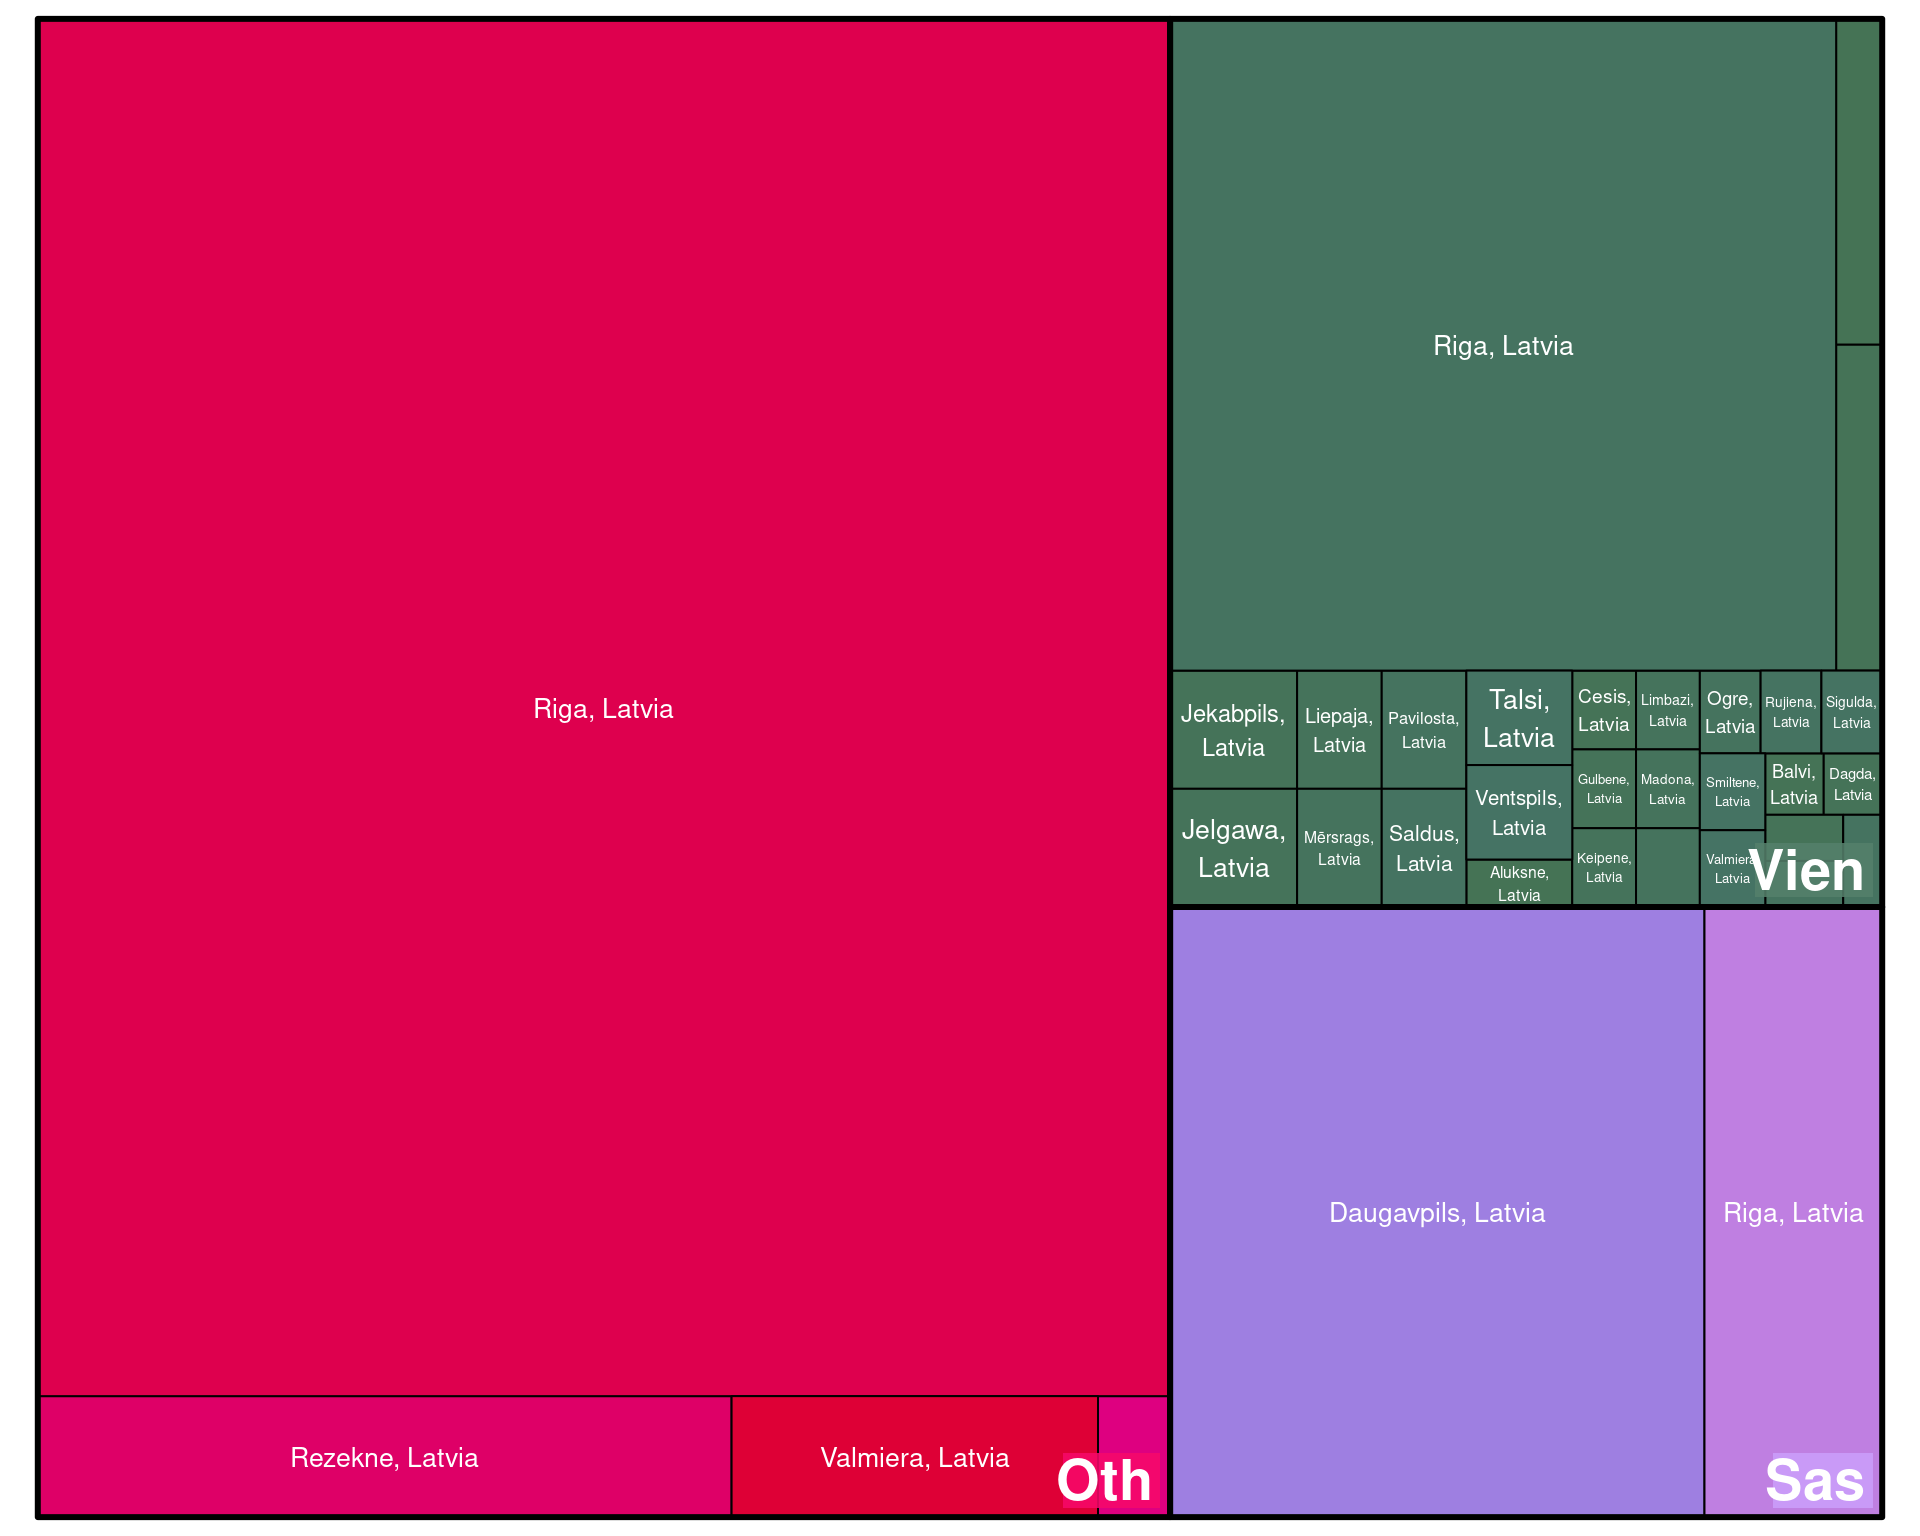 Riga, Latvia
Rezekne, Latvia
Valmiera, Latvia
Oth
Riga, Latvia
Jekabpils,
Latvia
Liepaja,
Latvia
Pavilosta,
Latvia
Talsi,
Latvia
Cesis,
Latvia
Limbazi,
Latvia
Ogre,
Latvia
Rujiena,
Latvia
Sigulda,
Latvia
Jelgawa,
Latvia
Mērsrags,
Latvia
Saldus,
Latvia
Ventspils,
Latvia
Aluksne,
Latvia
Gulbene,
Latvia
Madona,
Latvia
Smiltene,
Latvia
Balvi,
Latvia
Dagda,
Latvia
Keipene,
Latvia
Valmiera,
Latvia
Vien
Daugavpils, Latvia
Riga, Latvia
Sas